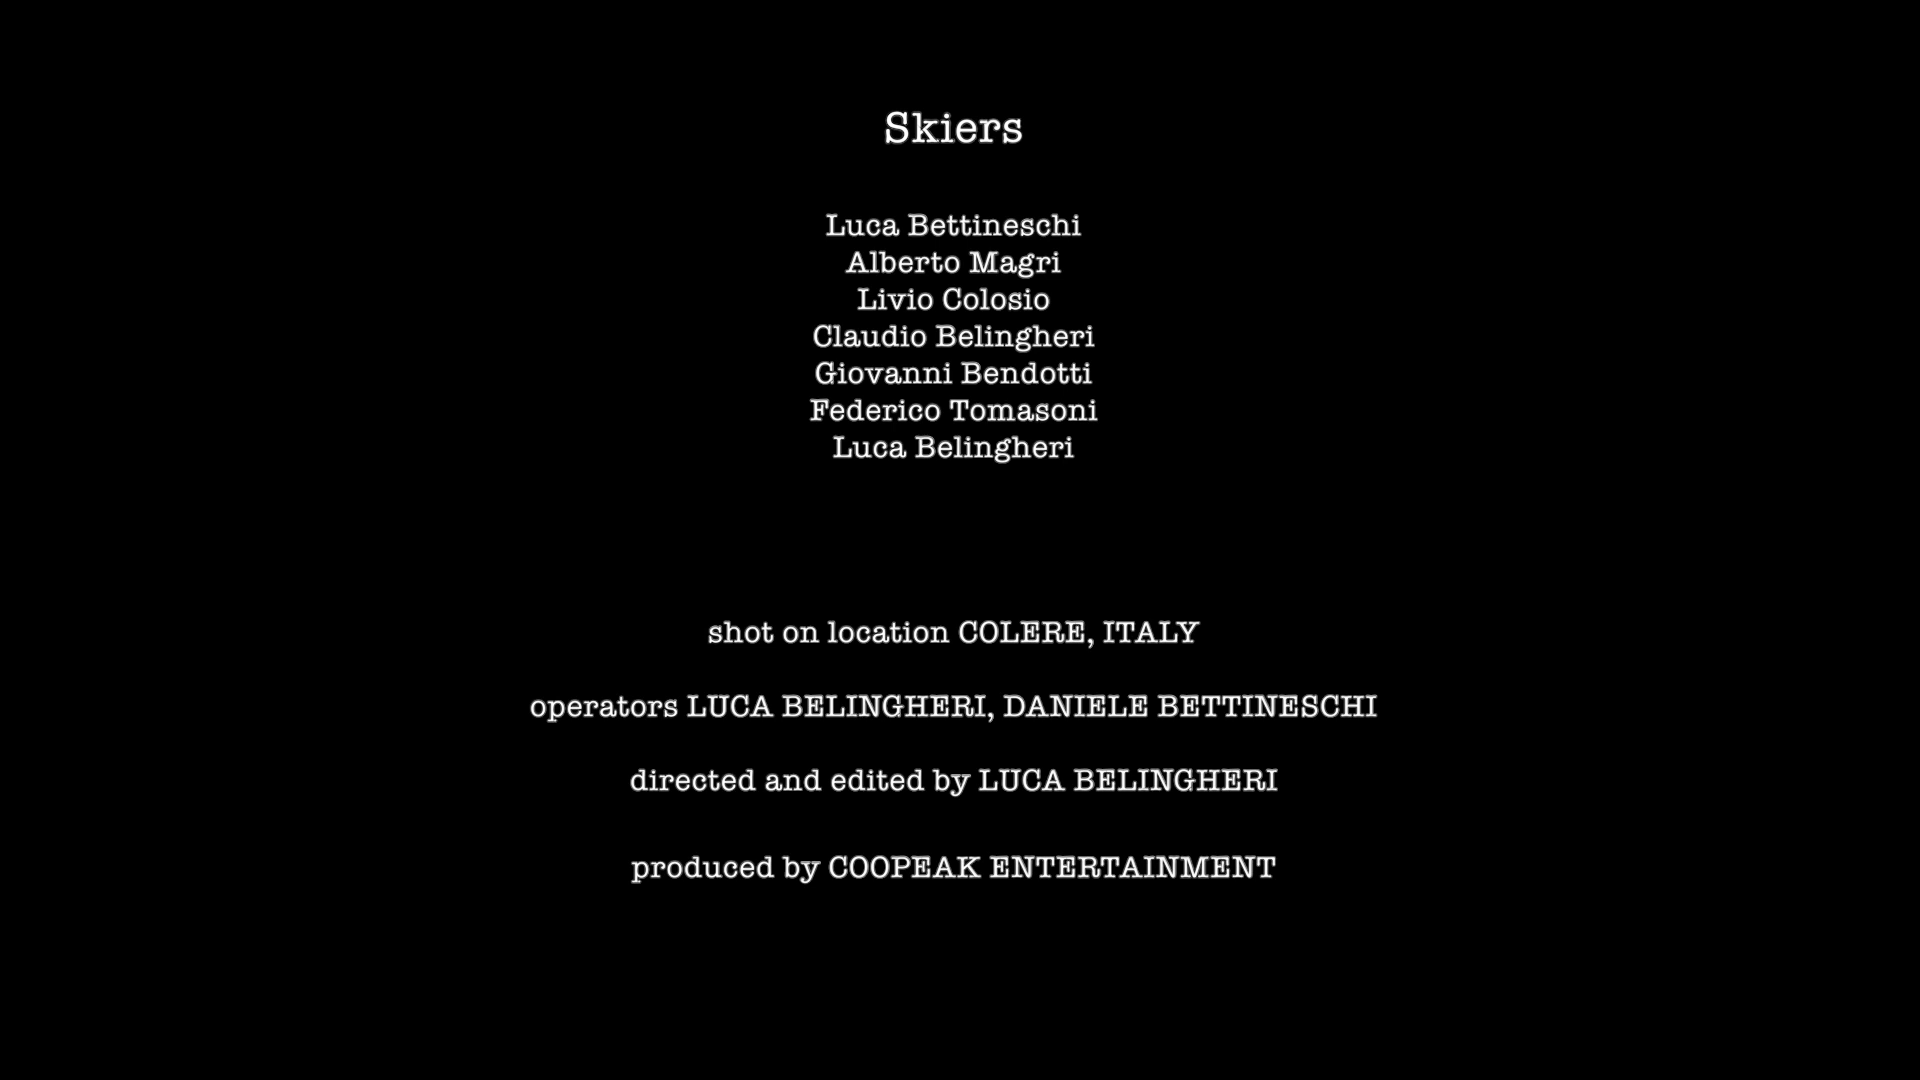 Skiers
Luca Bettineschi
Alberto Magri
Livio Colosio
Claudio Belingheri
Giovanni Bendotti
Federico Tomasoni
Luca Belingheri
shot on location COLERE, ITALY
operators LUCA BELINGHERI, DANIELE BETTINESCHI
directed and edited by LUCA BELINGHERI
produced by COOPEAK ENTERTAINMENT